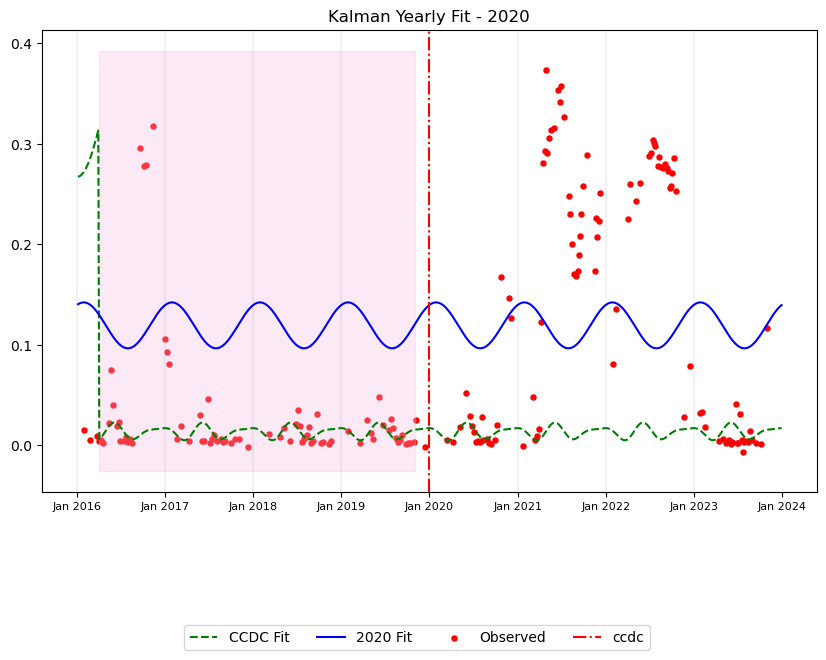 Kalman Yearly Fit - 2020
0.4
0.3
0.2
0.1
0.0
Jan 2016 Jan 2017 Jan 2018 Jan 2019 Jan 2020 Jan 2021 Jan 2022 Jan 2023 Jan 2024
CCDC Fit 2020 Fit Observed ccdc